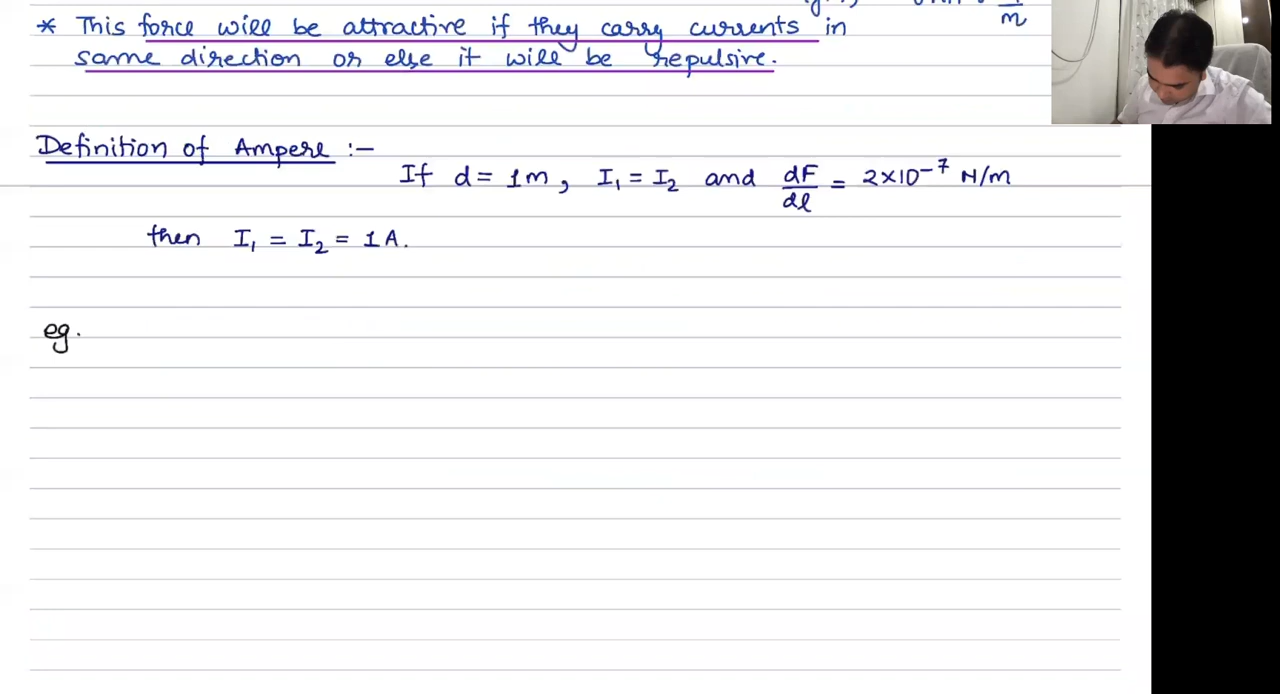 m
* This force will be attractive if they carry currents in
same direction or else it will be repulsive.
Definition of Ampere :-
If d = 1m, I₁ = I₂ and dF/dl = 2×10⁻⁷ N/m
then I₁ = I₂ = 1A.
eg.